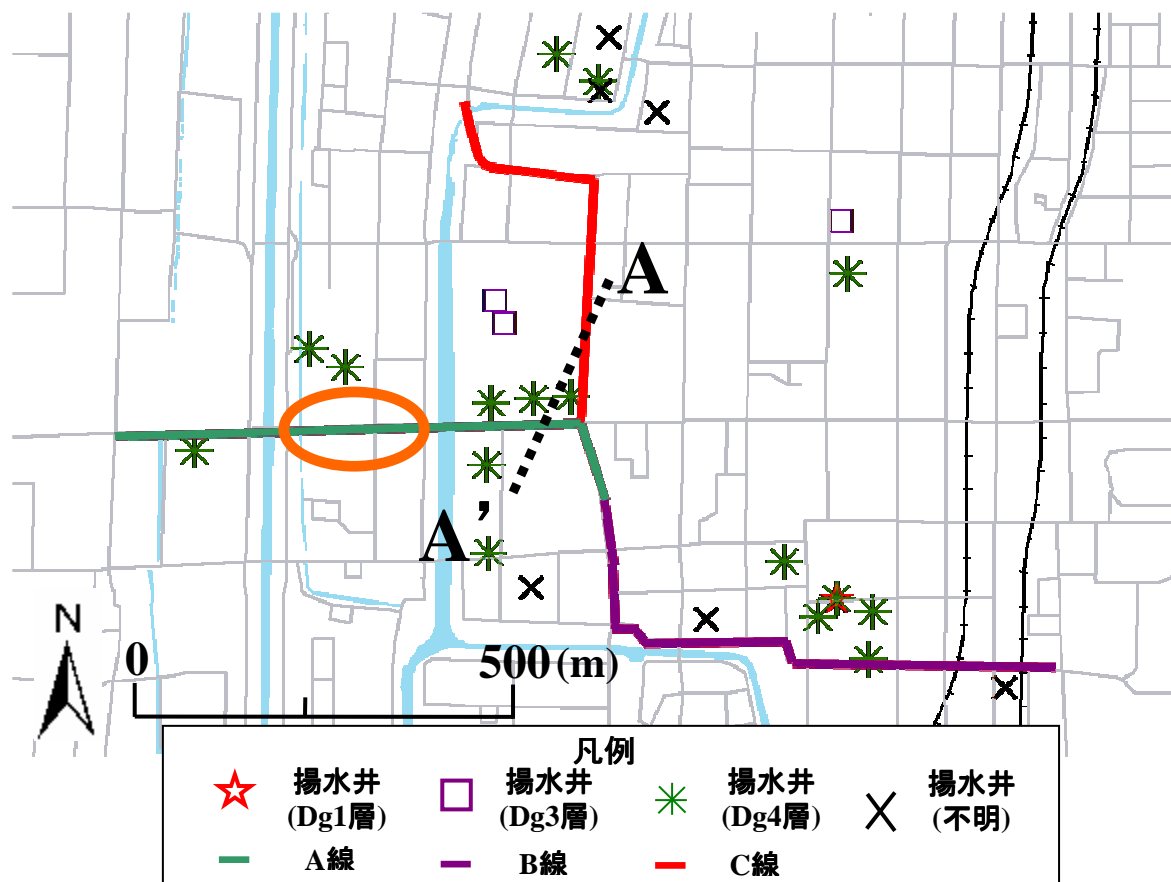 A
A’
N
0
500 (m)
凡例
揚水井
(Dg1層)
揚水井
(Dg3層)
揚水井
(Dg4層)
揚水井
(不明)
A線
B線
C線